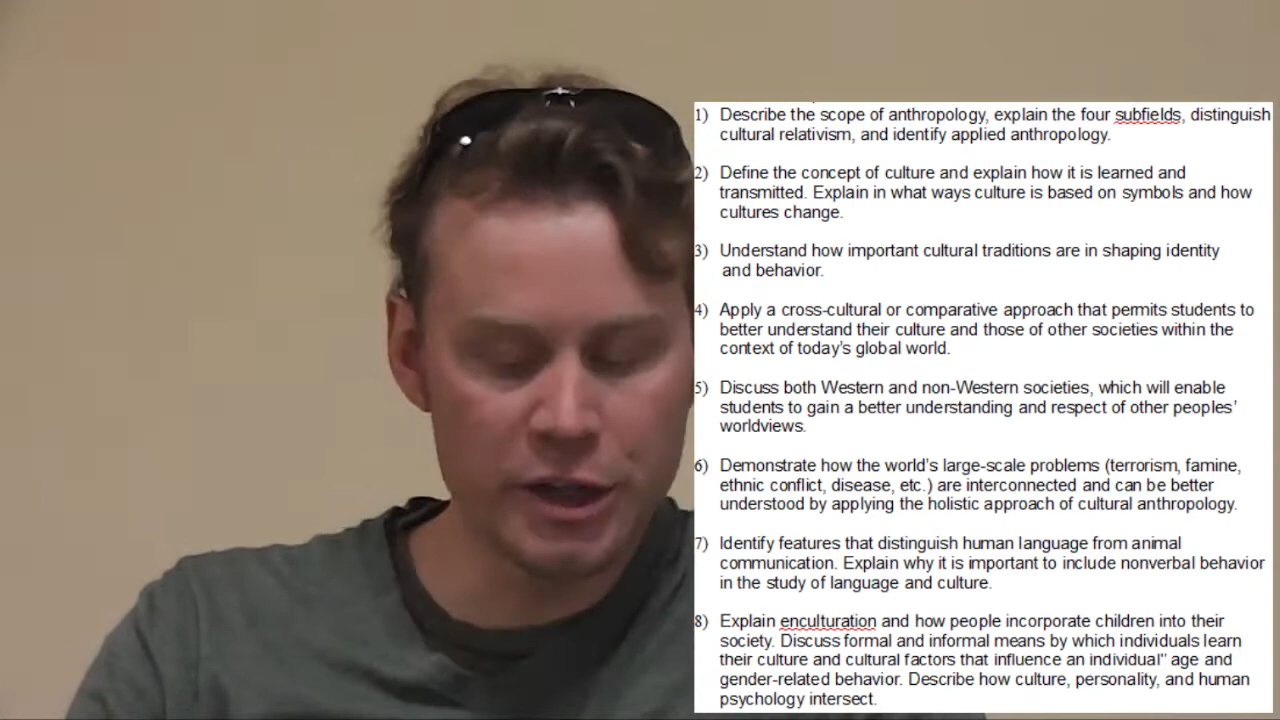 1) Describe the scope of anthropology, explain the four subfields, distinguish
cultural relativism, and identify applied anthropology.
2) Define the concept of culture and explain how it is learned and
transmitted. Explain in what ways culture is based on symbols and how
cultures change.
3) Understand how important cultural traditions are in shaping identity
and behavior.
4) Apply a cross-cultural or comparative approach that permits students to
better understand their culture and those of other societies within the
context of today's global world.
5) Discuss both Western and non-Western societies, which will enable
students to gain a better understanding and respect of other peoples'
worldviews.
6) Demonstrate how the world's large-scale problems (terrorism, famine,
ethnic conflict, disease, etc.) are interconnected and can be better
understood by applying the holistic approach of cultural anthropology.
7) Identify features that distinguish human language from animal
communication. Explain why it is important to include nonverbal behavior
in the study of language and culture.
8) Explain enculturation and how people incorporate children into their
society. Discuss formal and informal means by which individuals learn
their culture and cultural factors that influence an individual" age and
gender-related behavior. Describe how culture, personality, and human
psychology intersect.